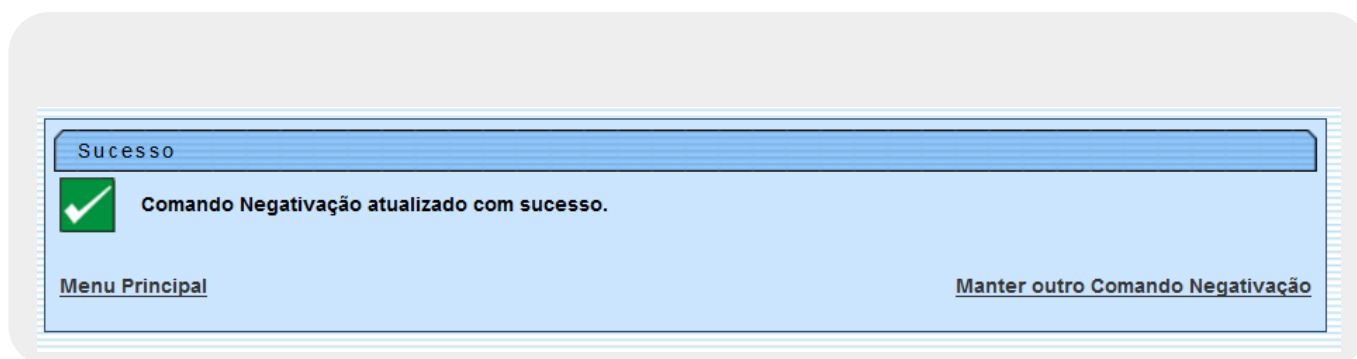 Sucesso
Comando Negativação atualizado com sucesso.
Menu Principal
Manter outro Comando Negativação